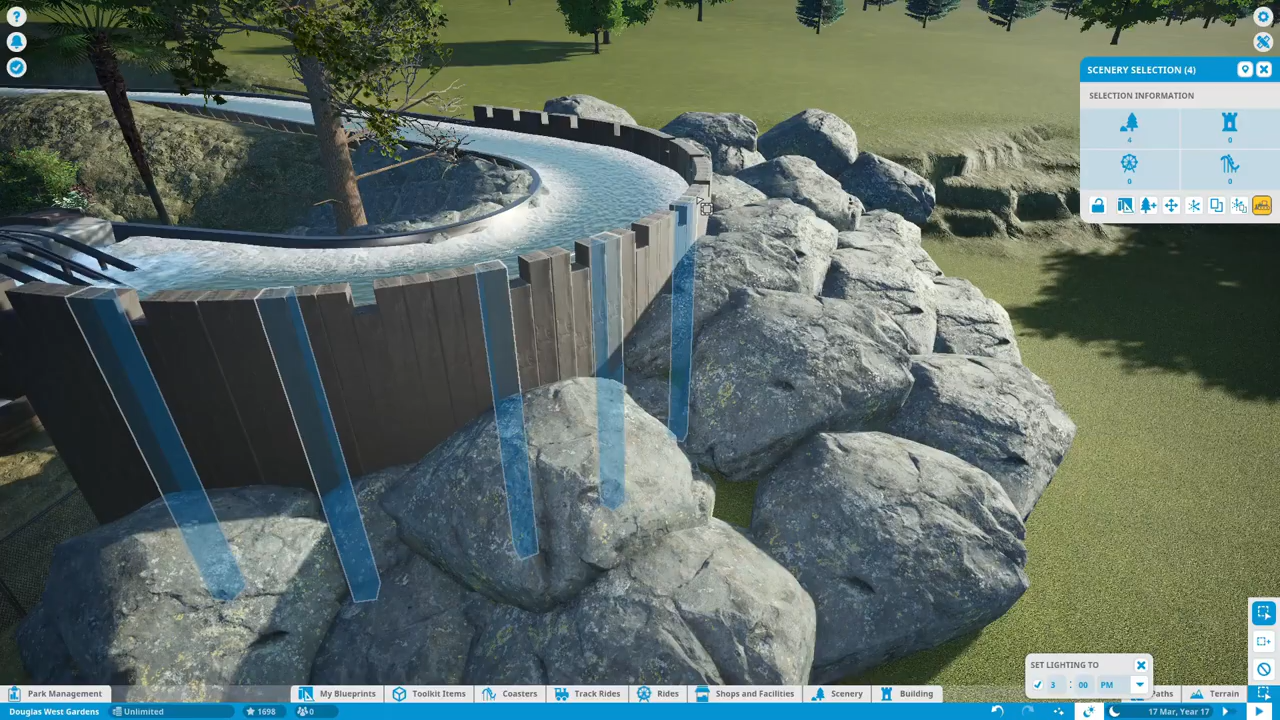 ?
SCENERY SELECTION (4)
SELECTION INFORMATION
4
0
0
0
SET LIGHTING TO
3 : 00 PM
Park Management
My Blueprints
Toolkit Items
Coasters
Track Rides
Rides
Shops and Facilities
Scenery
Building
Paths
Terrain
Douglas West Gardens
Unlimited
1698
0
17 Mar, Year 17